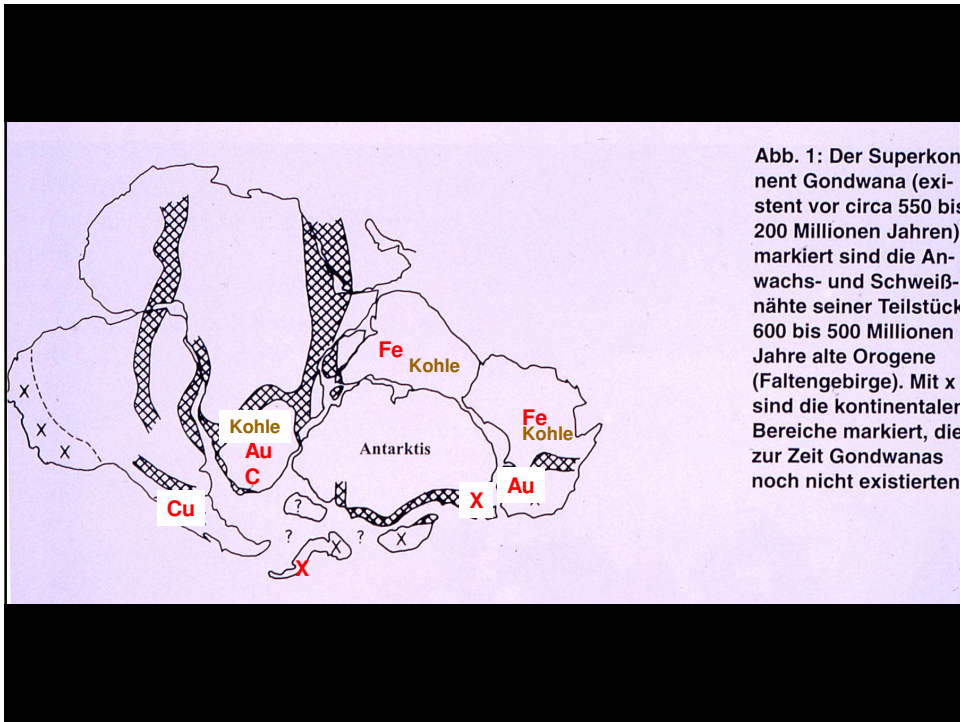 Abb. 1: Der Superkon
nent Gondwana (exi-
stent vor circa 550 bis
200 Millionen Jahren)
markiert sind die An-
wachs- und Schweiß-
nähte seiner Teilstück
600 bis 500 Millionen
Jahre alte Orogene
(Faltengebirge). Mit x
sind die kontinentalen
Bereiche markiert, die
zur Zeit Gondwanas
noch nicht existierten
Fe
Kohle
X
Fe
Kohle
X
Kohle
Au
Antarktis
X
C
Au
X
Cu
?
?
?
X
X
X